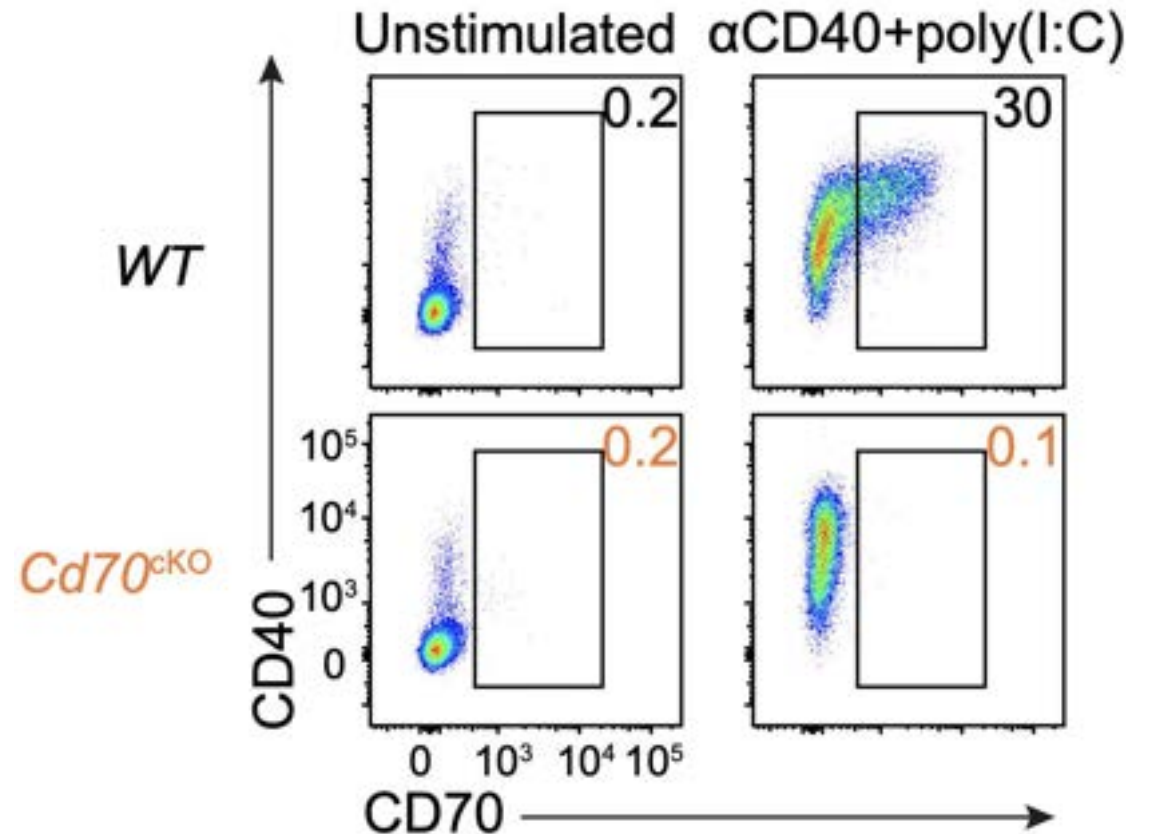 Unstimulated αCD40+poly(I:C)
0.2 30
WT
0.2 0.1
10⁵
10⁴
Cd70ᶜᴷᴼ
10³
0
CD40
0 10³ 10⁴ 10⁵
CD70